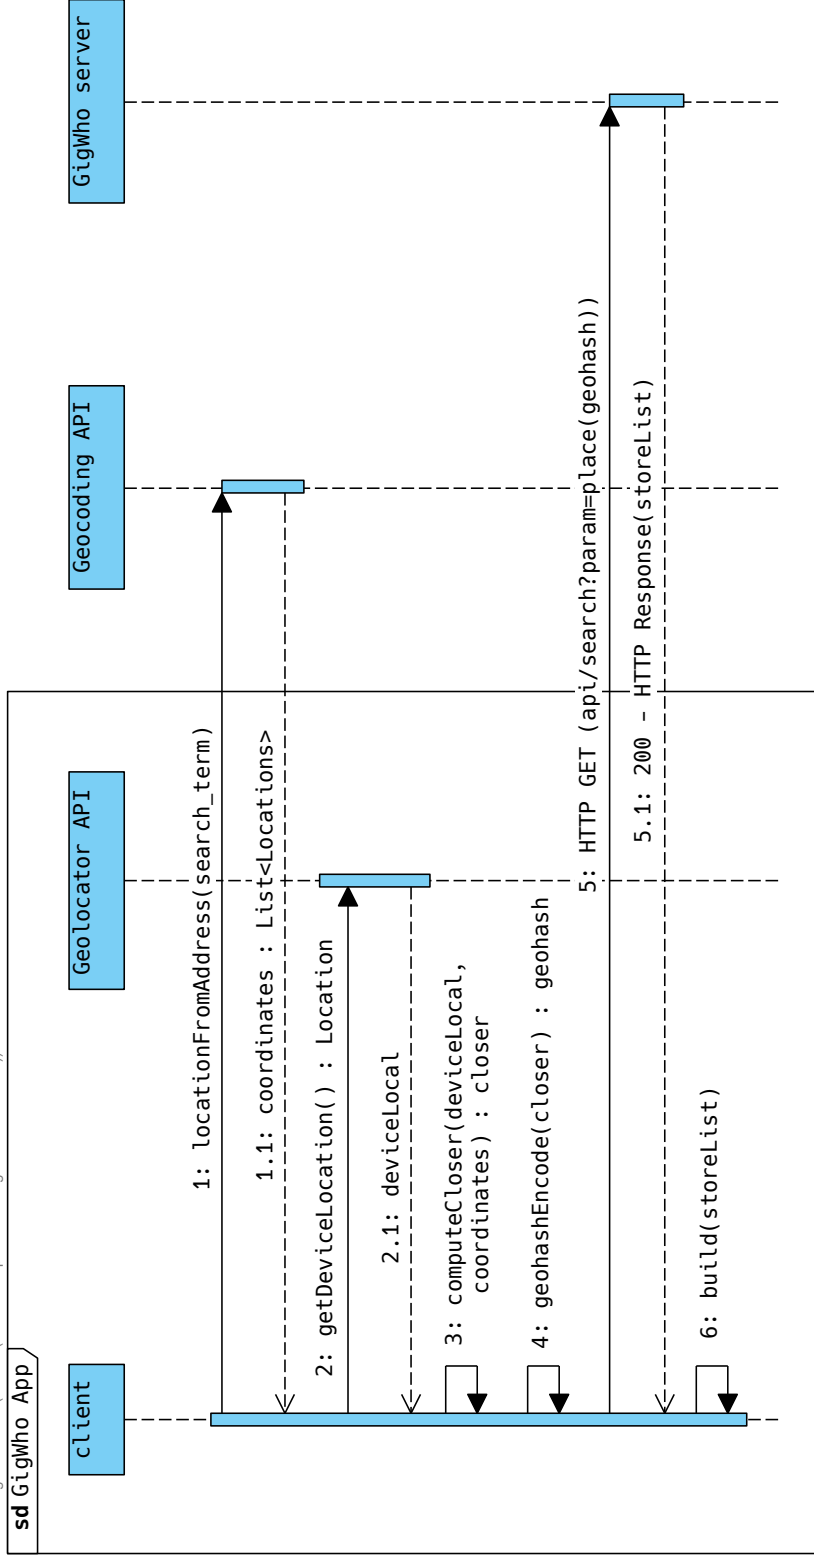 sd GigWho App
client
Geolocator API
Geocoding API
GigWho server
1: locationFromAddress(search_term)
1.1: coordinates : List<Locations>
2: getDeviceLocation() : Location
2.1: deviceLocal
3: computeCloser(deviceLocal,
coordinates) : closer
4: geohashEncode(closer) : geohash
5: HTTP GET (api/search?param=place(geohash))
5.1: 200 - HTTP Response(storeList)
6: build(storeList)